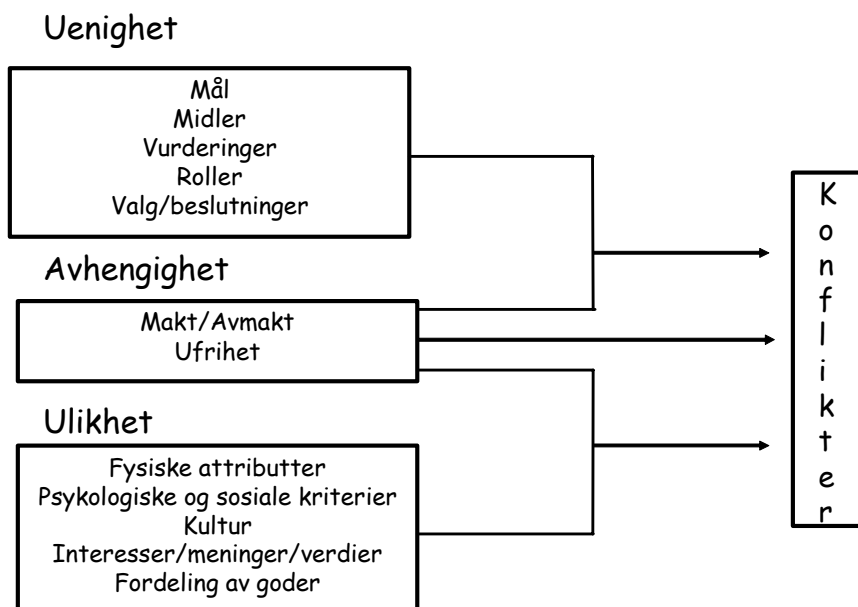 Uenighet
Mål
Midler
Vurderinger
Roller
Valg/beslutninger
Avhengighet
Makt/Avmakt
Ufrihet
Ulikhet
Fysiske attributter
Psykologiske og sosiale kriterier
Kultur
Interesser/meninger/verdier
Fordeling av goder
Konflikter